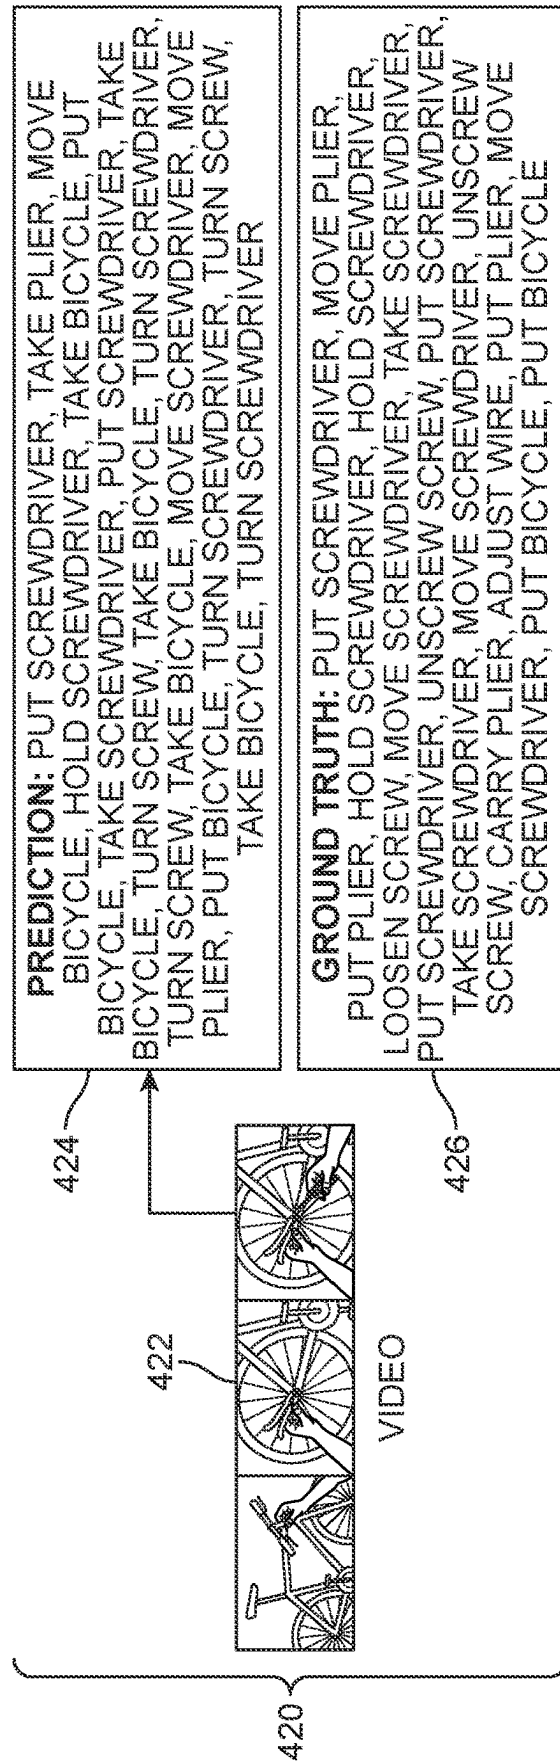 420
422
VIDEO
424
PREDICTION: PUT SCREWDRIVER, TAKE PLIER, MOVE
BICYCLE, HOLD SCREWDRIVER, TAKE BICYCLE, PUT
BICYCLE, TAKE SCREWDRIVER, PUT SCREWDRIVER, TAKE
BICYCLE, TURN SCREW, TAKE BICYCLE, TURN SCREWDRIVER,
TURN SCREW, TAKE BICYCLE, MOVE SCREWDRIVER, MOVE
PLIER, PUT BICYCLE, TURN SCREWDRIVER, TURN SCREW,
TAKE BICYCLE, TURN SCREWDRIVER
426
GROUND TRUTH: PUT SCREWDRIVER, MOVE PLIER,
PUT PLIER, HOLD SCREWDRIVER, HOLD SCREWDRIVER,
LOOSEN SCREW, MOVE SCREWDRIVER, TAKE SCREWDRIVER,
PUT SCREWDRIVER, UNSCREW SCREW, PUT SCREWDRIVER,
TAKE SCREWDRIVER, MOVE SCREWDRIVER, UNSCREW
SCREW, CARRY PLIER, ADJUST WIRE, PUT PLIER, MOVE
SCREWDRIVER, PUT BICYCLE, PUT BICYCLE